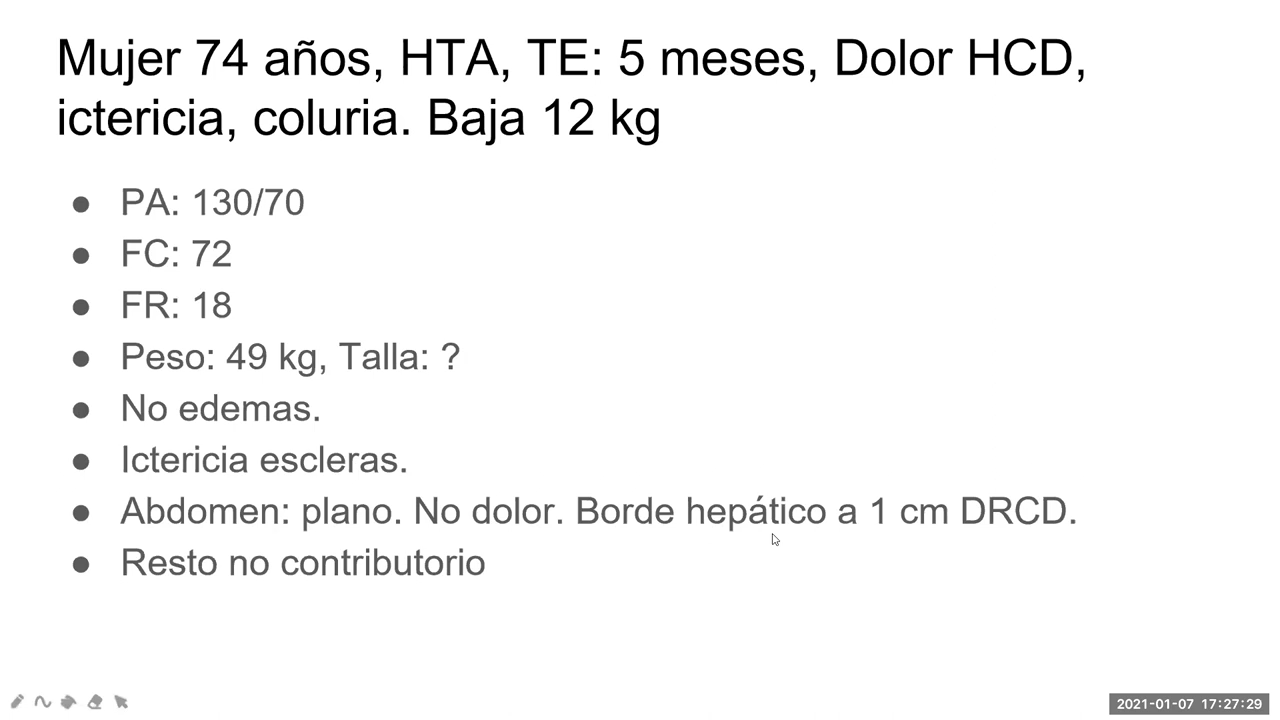 Mujer 74 años, HTA, TE: 5 meses, Dolor HCD,
ictericia, coluria. Baja 12 kg
● PA: 130/70
● FC: 72
● FR: 18
● Peso: 49 kg, Talla: ?
● No edemas.
● Ictericia escleras.
● Abdomen: plano. No dolor. Borde hepático a 1 cm DRCD.
● Resto no contributorio
2021-01-07 17:27:29